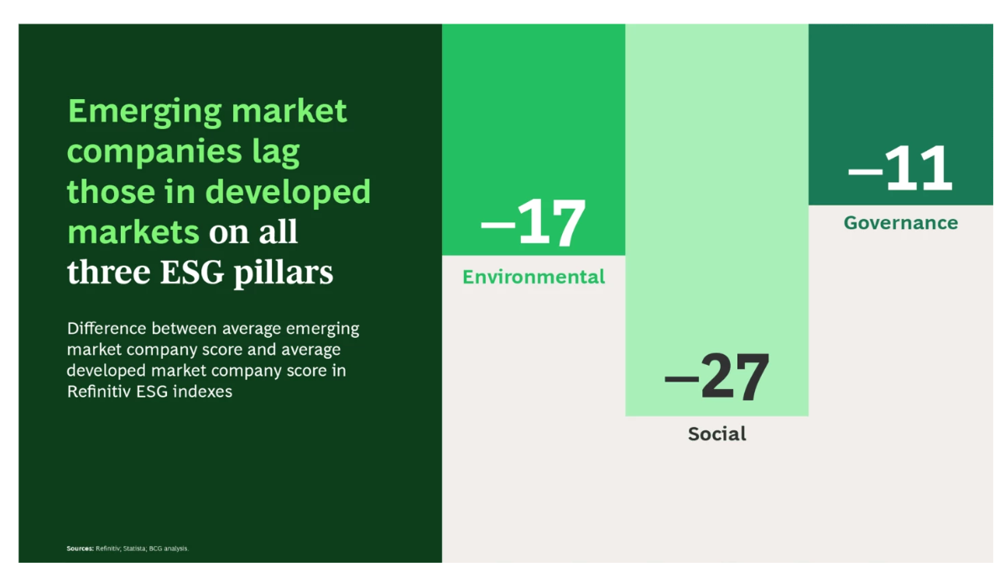 Emerging market
companies lag
those in developed
markets on all
three ESG pillars
Difference between average emerging
market company score and average
developed market company score in
Refinitiv ESG indexes
Sources: Refinitiv; Statista; BCG analysis.
–17
Environmental
–27
Social
–11
Governance